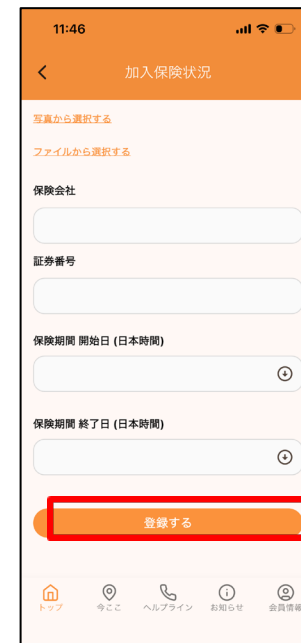 11:46
加入保険状況
写真から選択する
ファイルから選択する
保険会社
証券番号
保険期間 開始日 (日本時間)
保険期間 終了日 (日本時間)
登録する
トップ 今ここ ヘルプライン お知らせ 会員情報